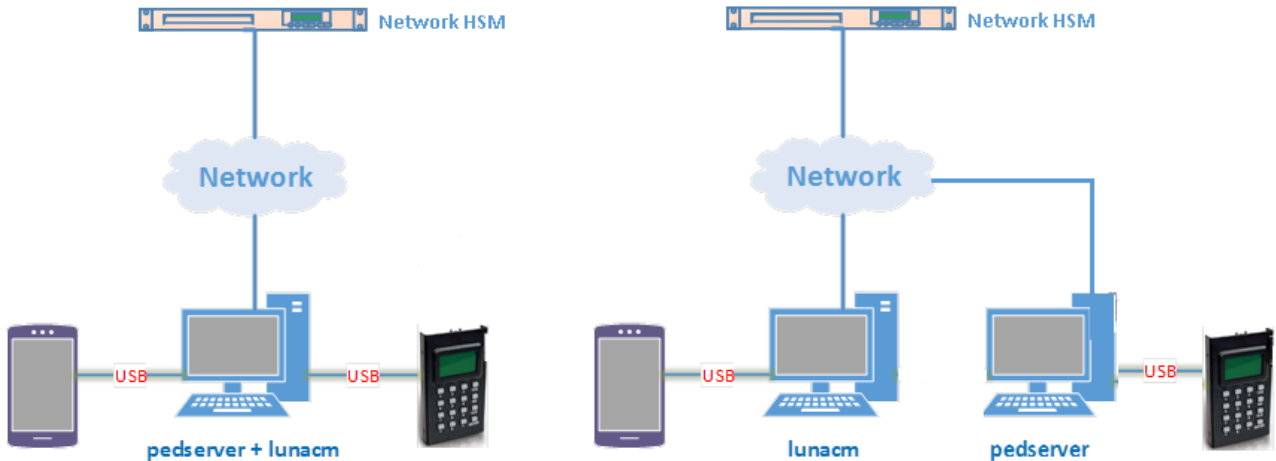 Network HSM
Network
USB
USB
pedserver + lunacm
Network HSM
Network
USB
USB
lunacm
pedserver